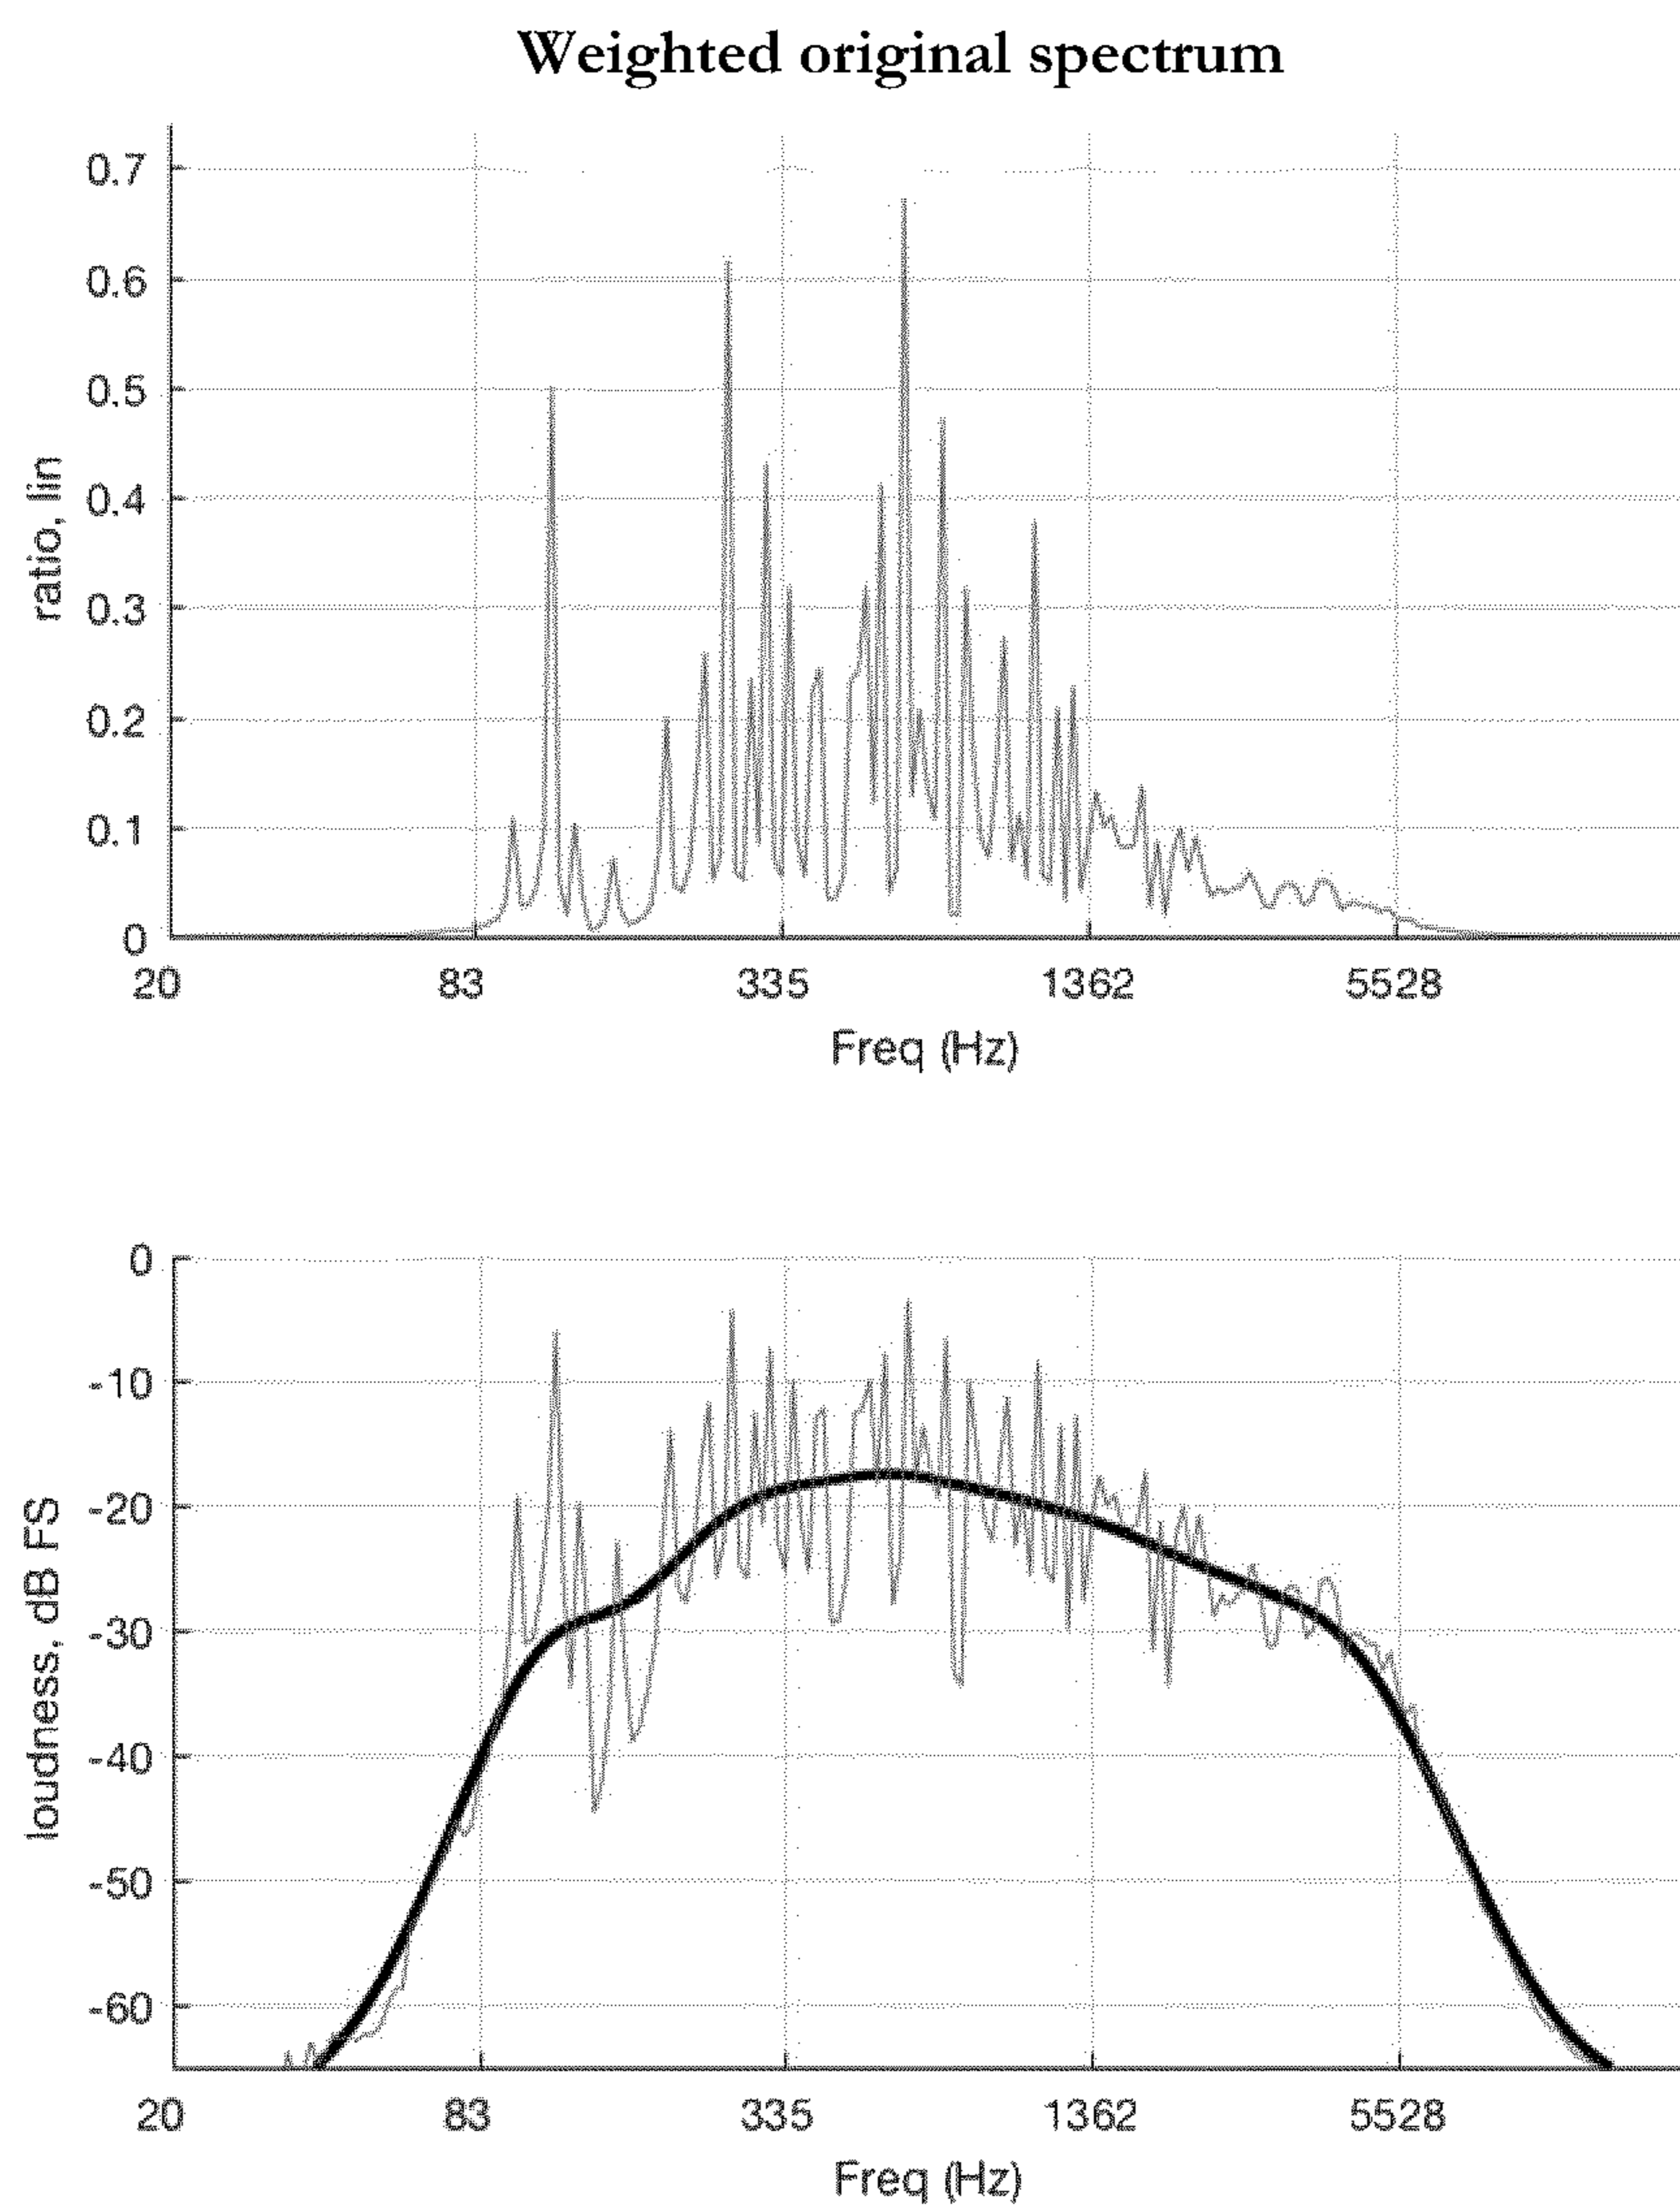 Weighted original spectrum
0.7
0.6
0.5
0.4
0.3
0.2
0.1
0
ratio, lin
20 83 335 1362 5528
Freq (Hz)
0
-10
-20
-30
-40
-50
-60
loudness, dB FS
20 83 335 1362 5528
Freq (Hz)